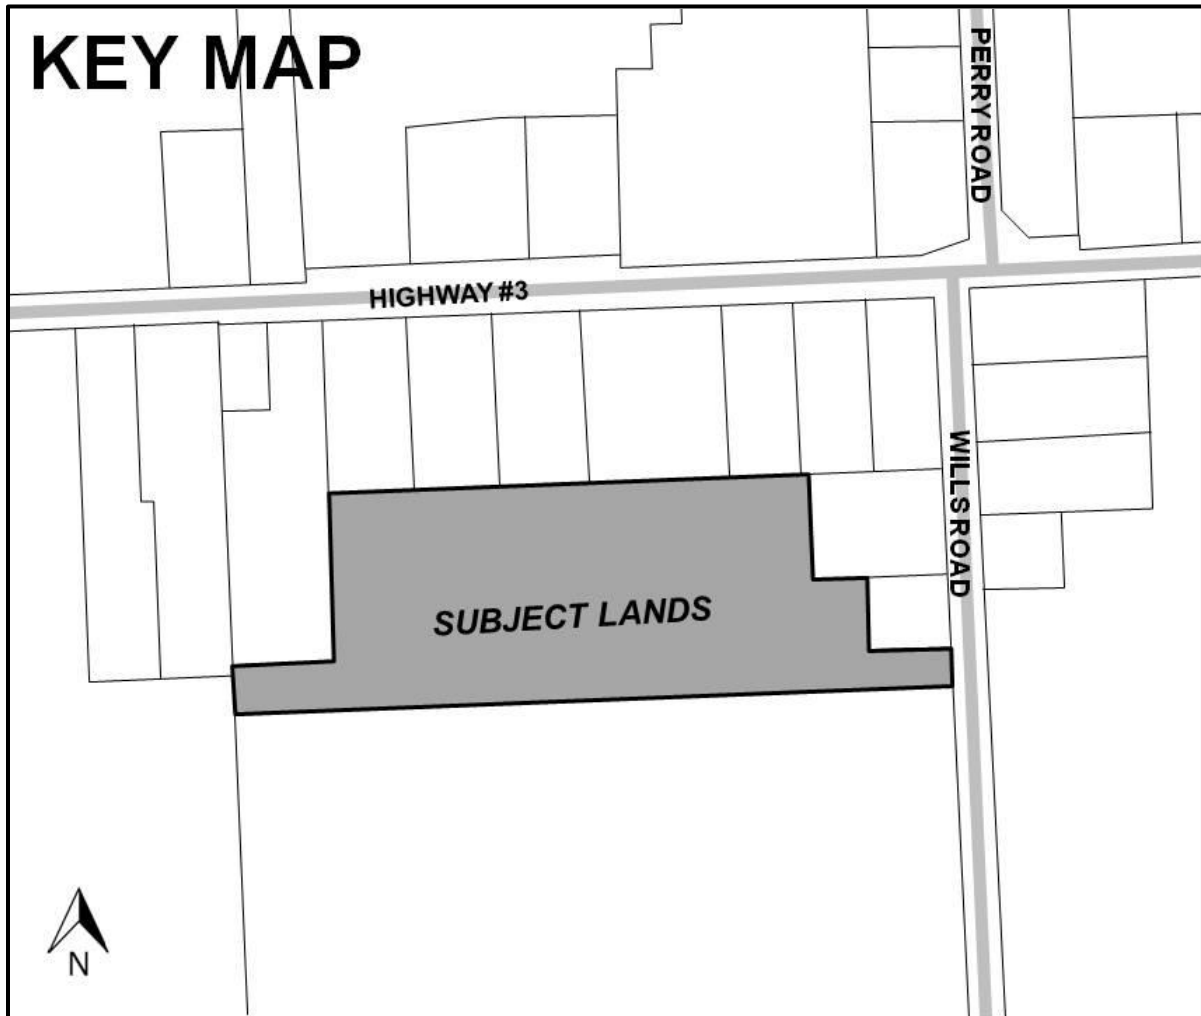 KEY MAP
PERRY ROAD
HIGHWAY #3
WILLS ROAD
SUBJECT LANDS
N